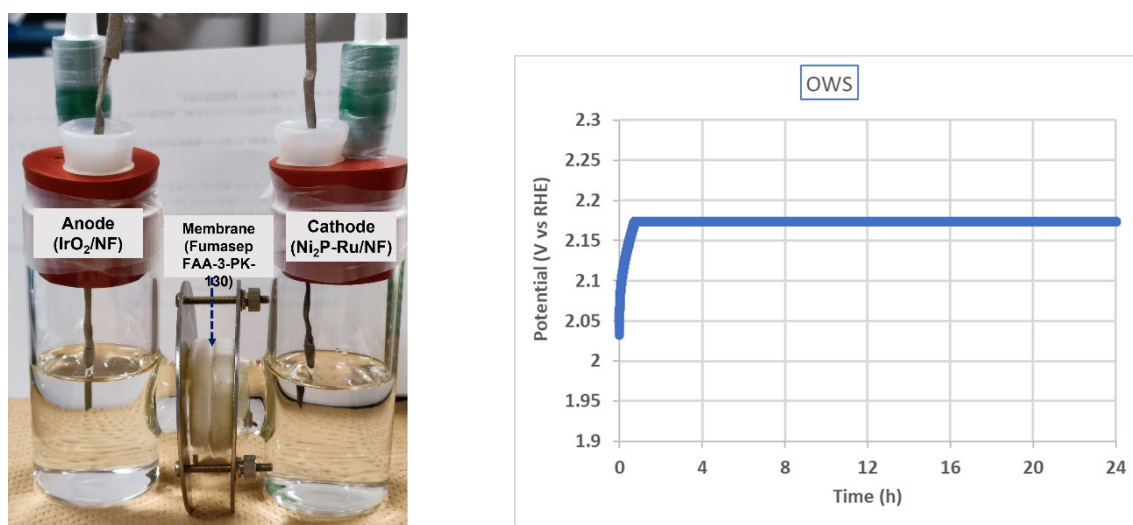 Anode
(IrO₂/NF)
Membrane
(Fumasep
FAA-3-PK-
130)
Cathode
(Ni₂P-Ru/NF)
OWS
Potential (V vs RHE)
2.3
2.25
2.2
2.15
2.1
2.05
2
1.95
1.9
0 4 8 12 16 20 24
Time (h)